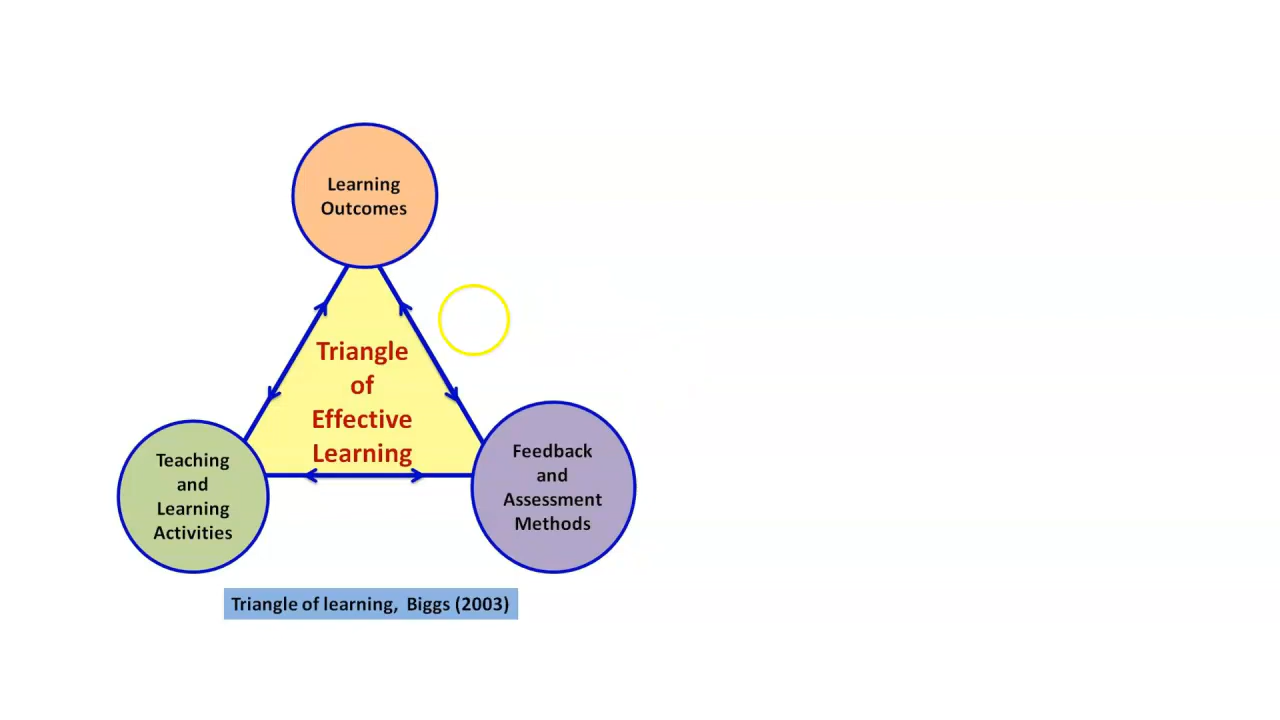 Learning
Outcomes
Triangle
of
Effective
Learning
Teaching
and
Learning
Activities
Feedback
and
Assessment
Methods
Triangle of learning, Biggs (2003)